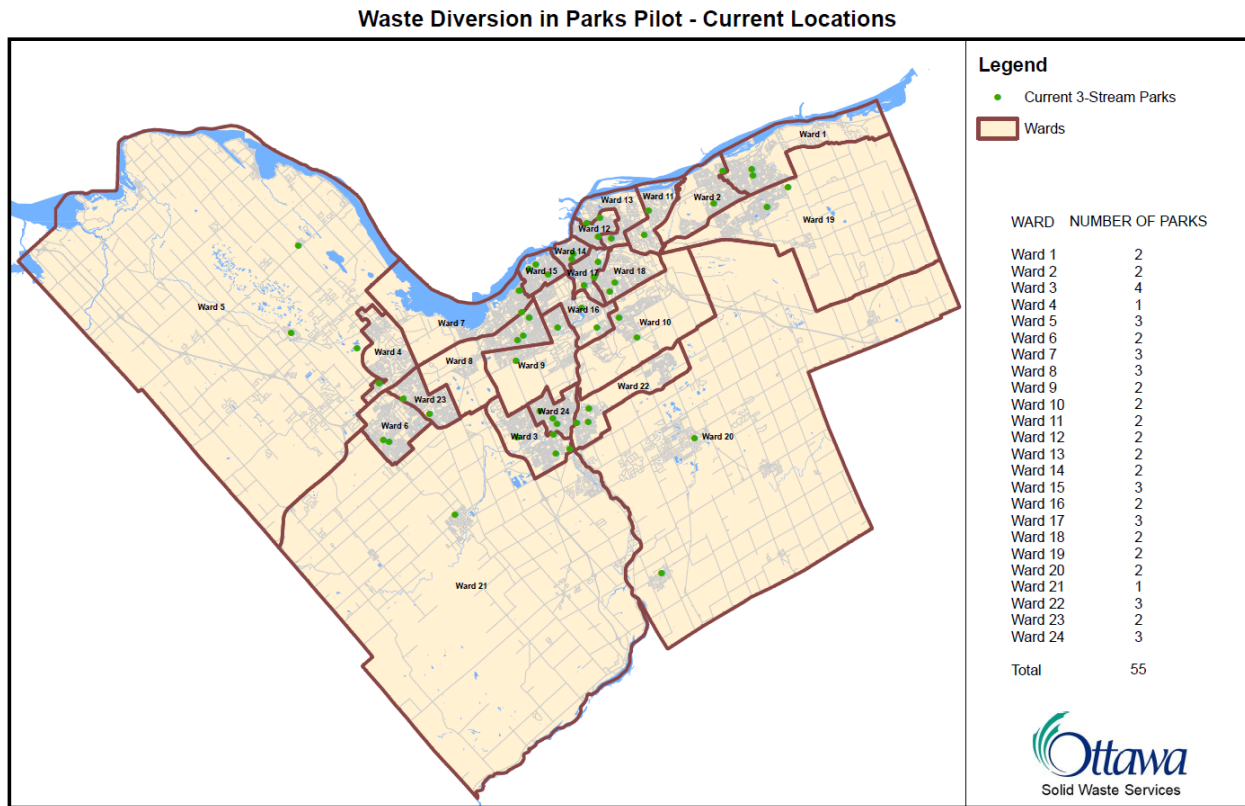 Waste Diversion in Parks Pilot - Current Locations
Legend
Current 3-Stream Parks
Wards
WARD NUMBER OF PARKS
Ward 1 2
Ward 2 2
Ward 3 4
Ward 4 1
Ward 5 3
Ward 6 2
Ward 7 3
Ward 8 3
Ward 9 2
Ward 10 2
Ward 11 2
Ward 12 2
Ward 13 2
Ward 14 2
Ward 15 3
Ward 16 2
Ward 17 3
Ward 18 2
Ward 19 2
Ward 20 2
Ward 21 1
Ward 22 3
Ward 23 2
Ward 24 3
Total 55
Ottawa
Solid Waste Services
Ward 1
Ward 2
Ward 11
Ward 13
Ward 19
Ward 12
Ward 14
Ward 15
Ward 17
Ward 18
Ward 5
Ward 16
Ward 7
Ward 10
Ward 4
Ward 8
Ward 9
Ward 22
Ward 23
Ward 24
Ward 6
Ward 3
Ward 20
Ward 21